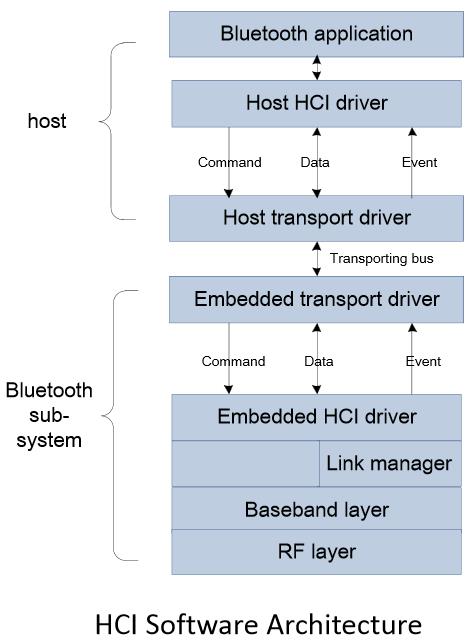 Bluetooth application
Host HCI driver
host
Command
Data
Event
Host transport driver
Transporting bus
Embedded transport driver
Command
Data
Event
Bluetooth
sub-
system
Embedded HCI driver
Link manager
Baseband layer
RF layer
HCI Software Architecture